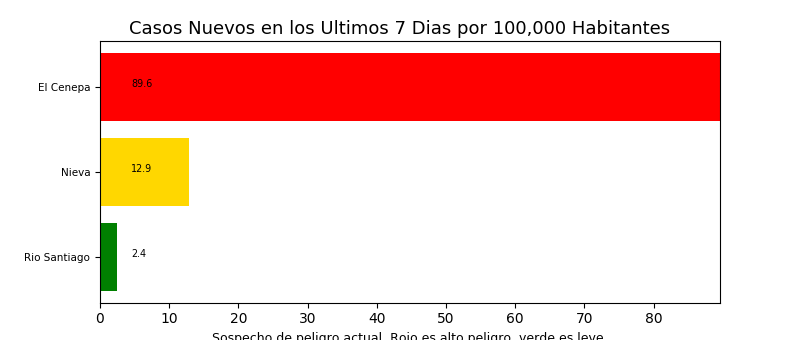 Casos Nuevos en los Ultimos 7 Dias por 100,000 Habitantes
El Cenepa
89.6
Nieva
12.9
Rio Santiago
2.4
0 10 20 30 40 50 60 70 80
Sospecho de peligro actual. Rojo es alto peligro, verde es leve